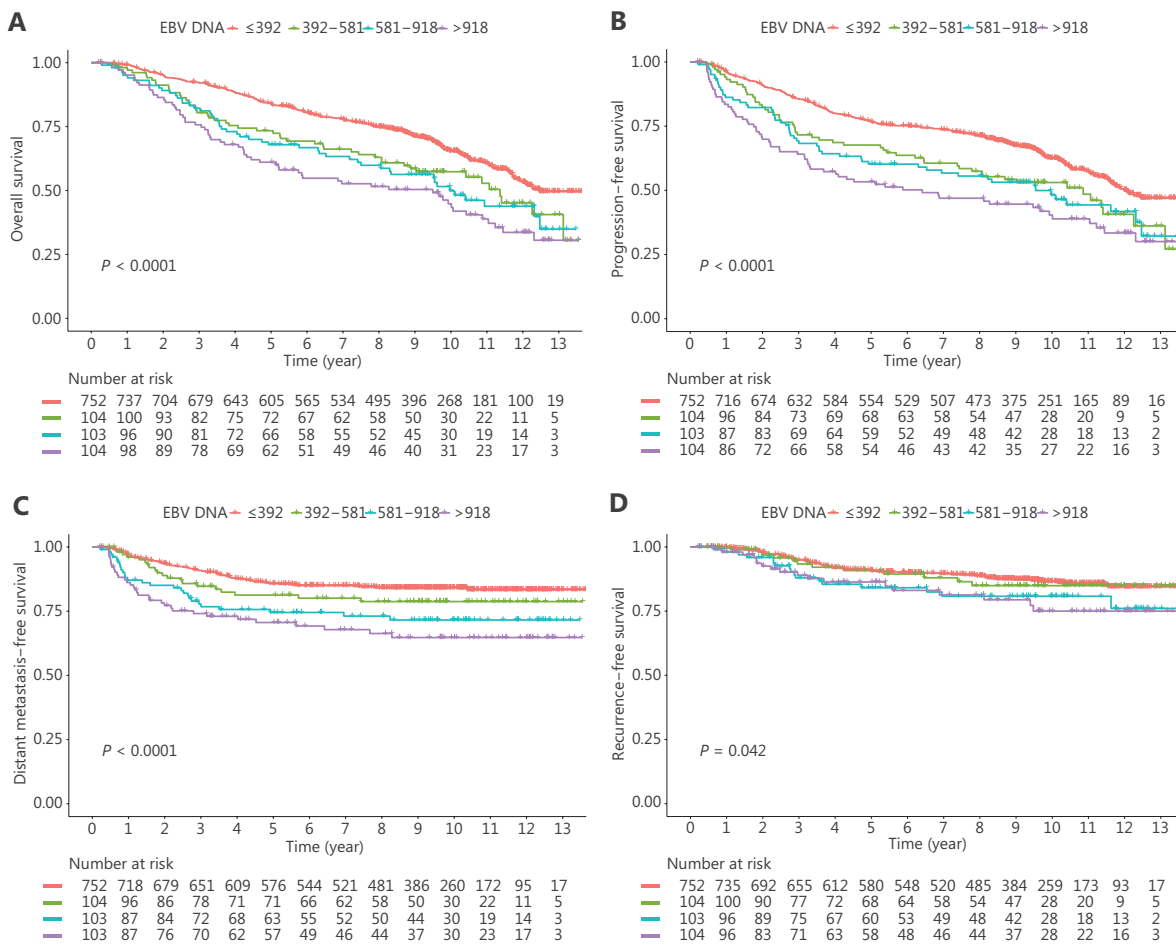 A
EBV DNA ≤392 392−581 581−918 >918
Overall survival
1.00
0.75
0.50
0.25
0.00
P < 0.0001
0 1 2 3 4 5 6 7 8 9 10 11 12 13
Time (year)
Number at risk
752 737 704 679 643 605 565 534 495 396 268 181 100 19
104 100 93 82 75 72 67 62 58 50 30 22 11 5
103 96 90 81 72 66 58 55 52 45 30 19 14 3
104 98 89 78 69 62 51 49 46 40 31 23 17 3
B
EBV DNA ≤392 392−581 581−918 >918
Progression−free survival
1.00
0.75
0.50
0.25
0.00
P < 0.0001
0 1 2 3 4 5 6 7 8 9 10 11 12 13
Time (year)
Number at risk
752 716 674 632 584 554 529 507 473 375 251 165 89 16
104 96 84 73 69 68 63 58 54 47 28 20 9 5
103 87 83 69 64 59 52 49 48 42 28 18 13 2
104 86 72 66 58 54 46 43 42 35 27 22 16 3
C
EBV DNA ≤392 392−581 581−918 >918
Distant metastasis−free survival
1.00
0.75
0.50
0.25
0.00
P < 0.0001
0 1 2 3 4 5 6 7 8 9 10 11 12 13
Time (year)
Number at risk
752 718 679 651 609 576 544 521 481 386 260 172 95 17
104 96 86 78 71 71 66 62 58 50 30 22 11 5
103 87 84 72 68 63 55 52 50 44 30 19 14 3
103 87 76 70 62 57 49 46 44 37 30 23 17 3
D
EBV DNA ≤392 392−581 581−918 >918
Recurrence−free survival
1.00
0.75
0.50
0.25
0.00
P = 0.042
0 1 2 3 4 5 6 7 8 9 10 11 12 13
Time (year)
Number at risk
752 735 692 655 612 580 548 520 485 384 259 173 93 17
104 100 90 77 72 68 64 58 54 47 28 20 9 5
103 96 89 75 67 60 53 49 48 42 28 18 13 2
104 96 83 71 63 58 48 46 44 37 28 22 16 3